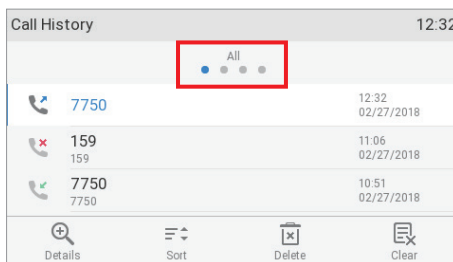 Call History 12:32
All
7750 12:32
02/27/2018
159 11:06
159 02/27/2018
7750 10:51
7750 02/27/2018
Details Sort Delete Clear